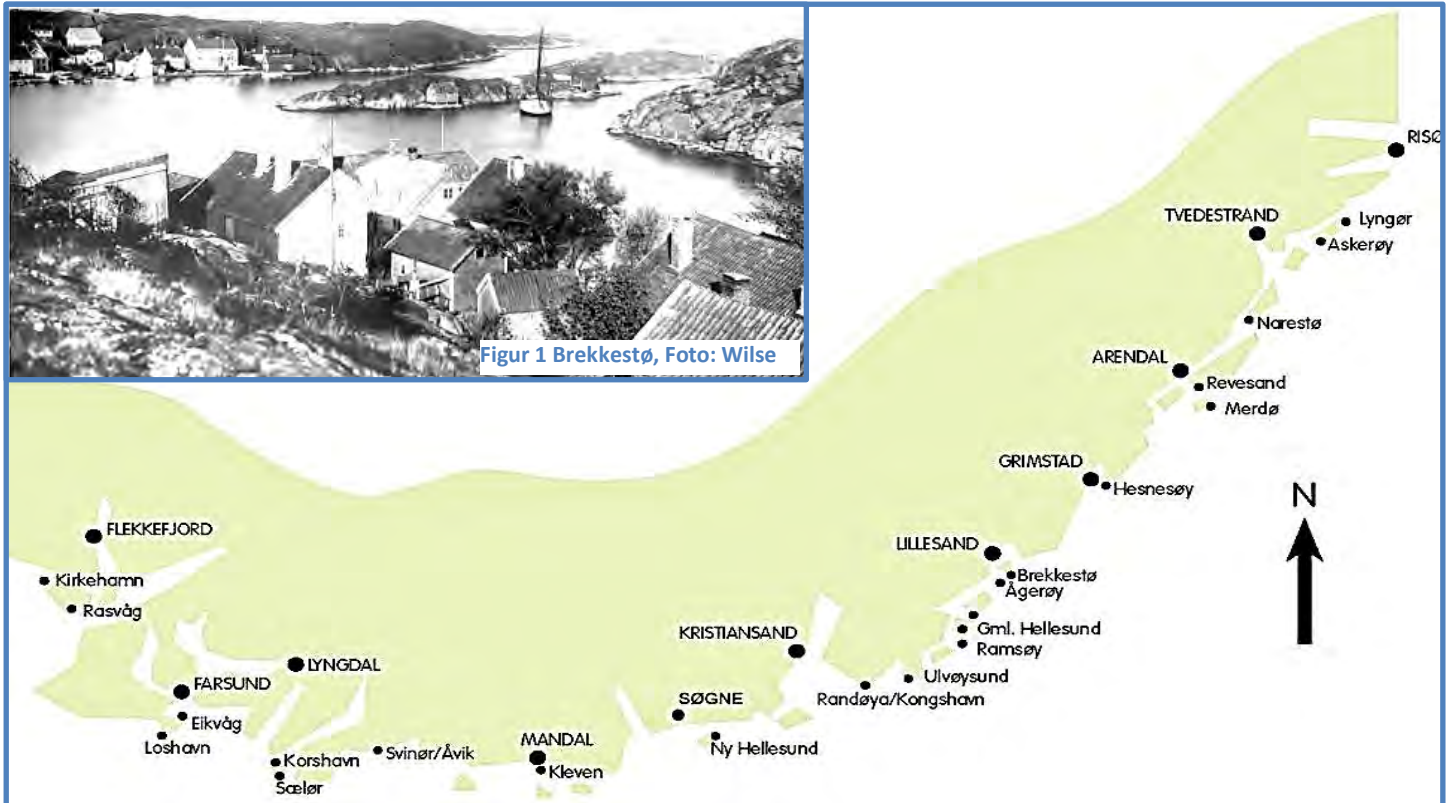 Figur 1 Brekkestø, Foto: Wilse
RISØ
TVEDESTRAND
Lyngør
Askerøy
Narestø
ARENDAL
Revesand
Merdø
GRIMSTAD
Hesnesøy
N
LILLESAND
Brekkestø
Ågerøy
Gml. Hellesund
Ramsøy
KRISTIANSAND
Ulvøysund
Randøya/Kongshavn
SØGNE
Ny Hellesund
FLEKKEFJORD
Kirkehamn
Rasvåg
LYNGDAL
FARSUND
Eikvåg
Loshavn
Korshavn
Sælør
Svinør/Åvik
MANDAL
Kleven